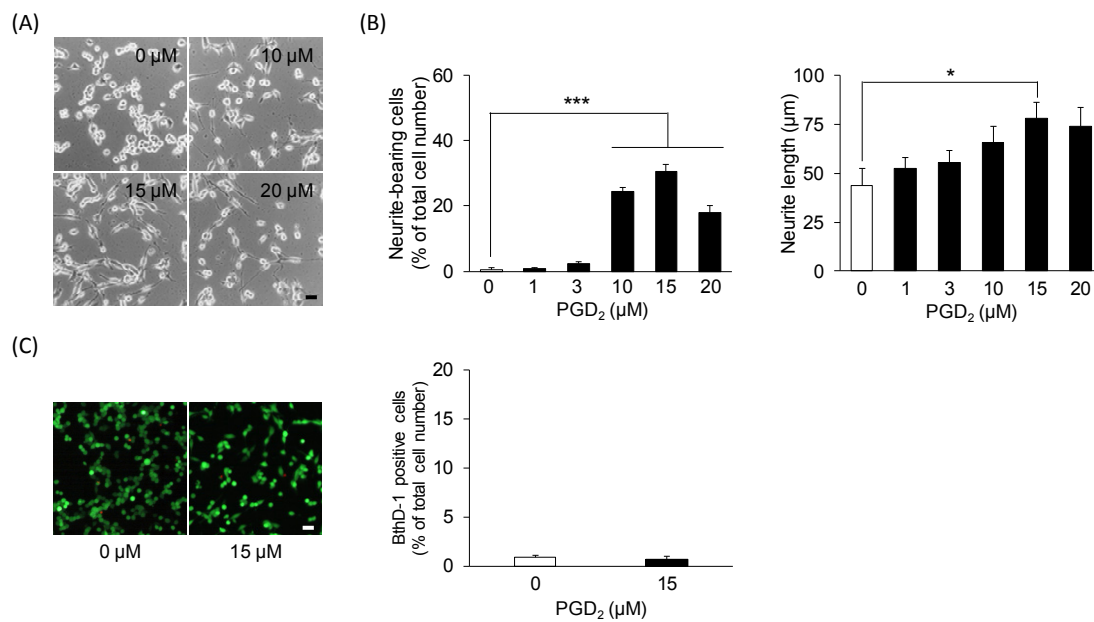 (A)
0 µM
10 µM
15 µM
20 µM
(B)
Neurite-bearing cells
(% of total cell number)
60
40
20
0
***
0 1 3 10 15 20
PGD₂ (µM)
Neurite length (µm)
100
75
50
25
0
*
0 1 3 10 15 20
PGD₂ (µM)
(C)
0 µM
15 µM
BthD-1 positive cells
(% of total cell number)
20
15
10
5
0
0 15
PGD₂ (µM)